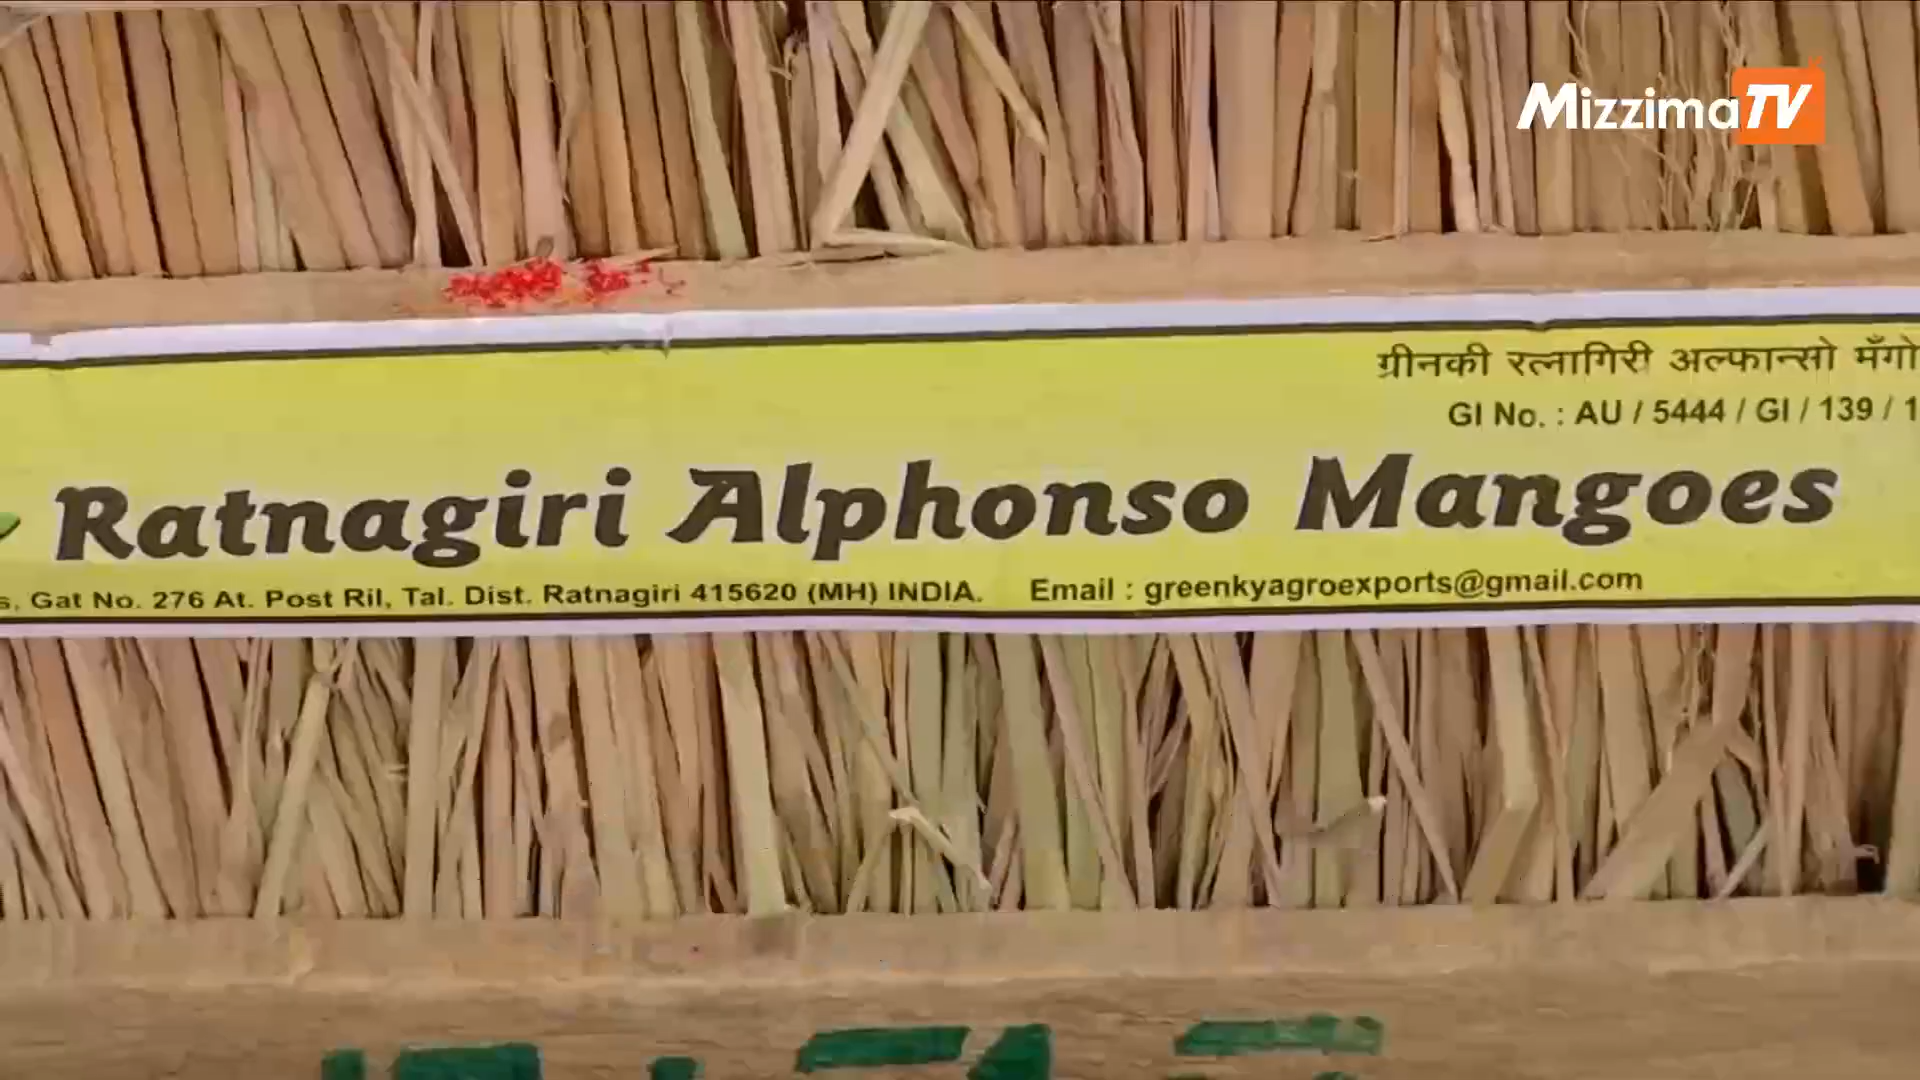 MizzimaTV
ग्रीनकी रत्नागिरी अल्फान्सो मँगो
GI No. : AU / 5444 / GI / 139 / 1
Ratnagiri Alphonso Mangoes
s, Gat No. 276 At. Post Ril, Tal. Dist. Ratnagiri 415620 (MH) INDIA. Email : greenkyagroexports@gmail.com